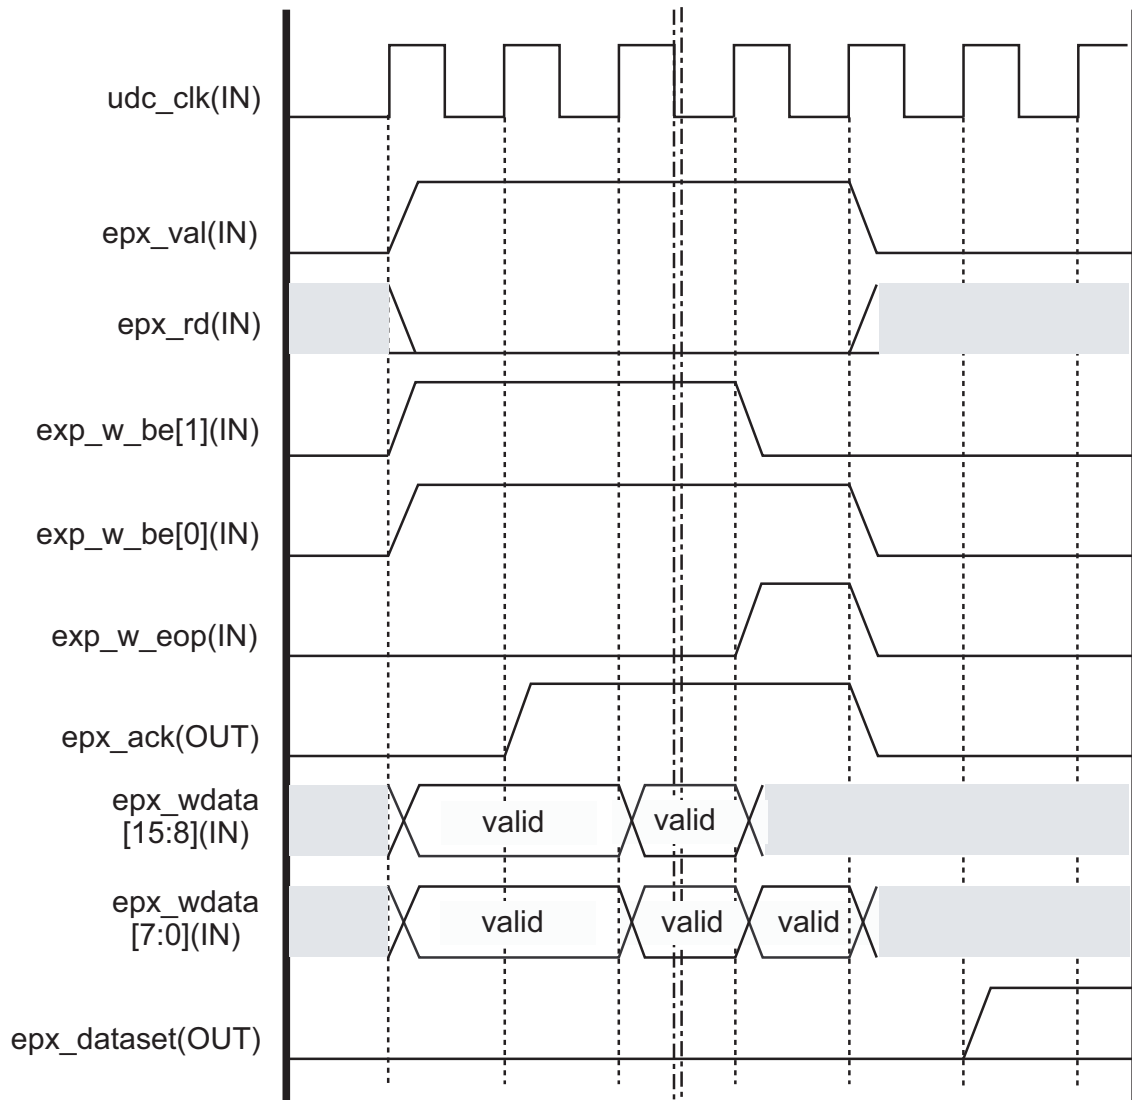 udc_clk(IN)
epx_val(IN)
epx_rd(IN)
exp_w_be[1](IN)
exp_w_be[0](IN)
exp_w_eop(IN)
epx_ack(OUT)
epx_wdata
[15:8](IN)
valid
valid
epx_wdata
[7:0](IN)
valid
valid
valid
epx_dataset(OUT)